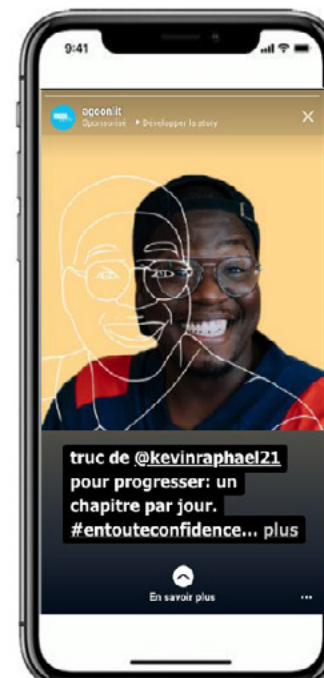 9:41
Sponsorisé ▸ Développer la story
truc de @kevinraphael21
pour progresser: un
chapitre par jour.
#entouteconfidence... plus
En savoir plus